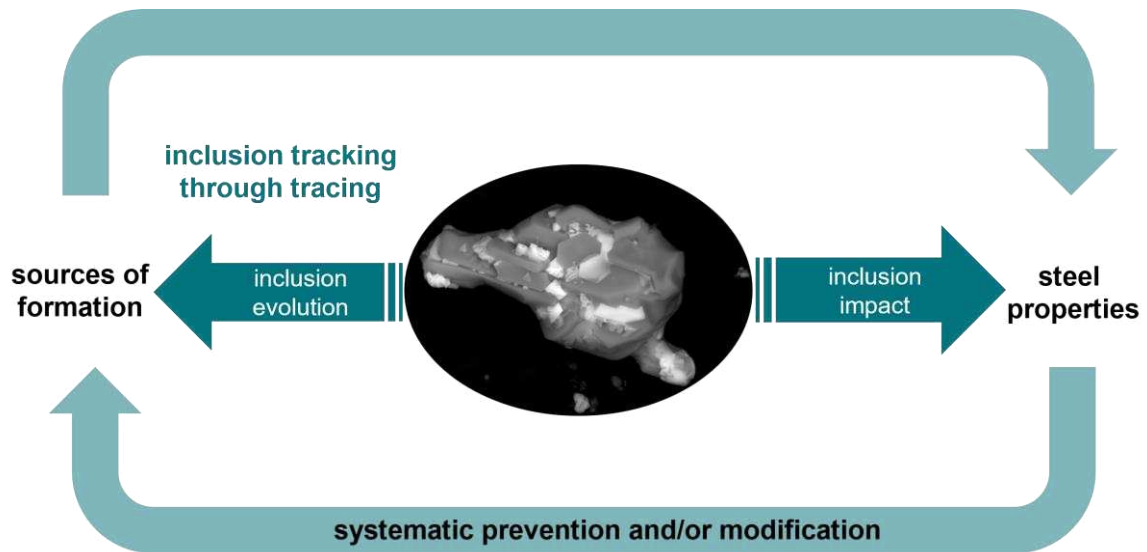 inclusion tracking
through tracing
sources of
formation
inclusion
evolution
inclusion
impact
steel
properties
systematic prevention and/or modification